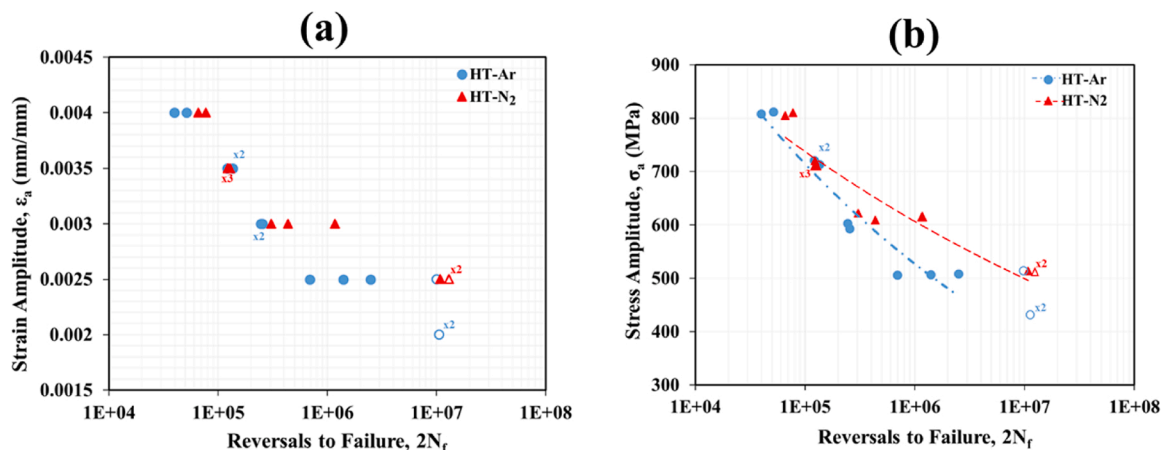 (a)
0.0045
0.004
0.0035
0.003
0.0025
0.002
0.0015
1E+04
1E+05
1E+06
1E+07
1E+08
Strain Amplitude, εa (mm/mm)
Reversals to Failure, 2Nf
HT-Ar
HT-N2
x2
x3
x2
x2
x2
(b)
900
800
700
600
500
400
300
1E+04
1E+05
1E+06
1E+07
1E+08
Stress Amplitude, σa (MPa)
Reversals to Failure, 2Nf
HT-Ar
HT-N2
x2
x3
x2
x2